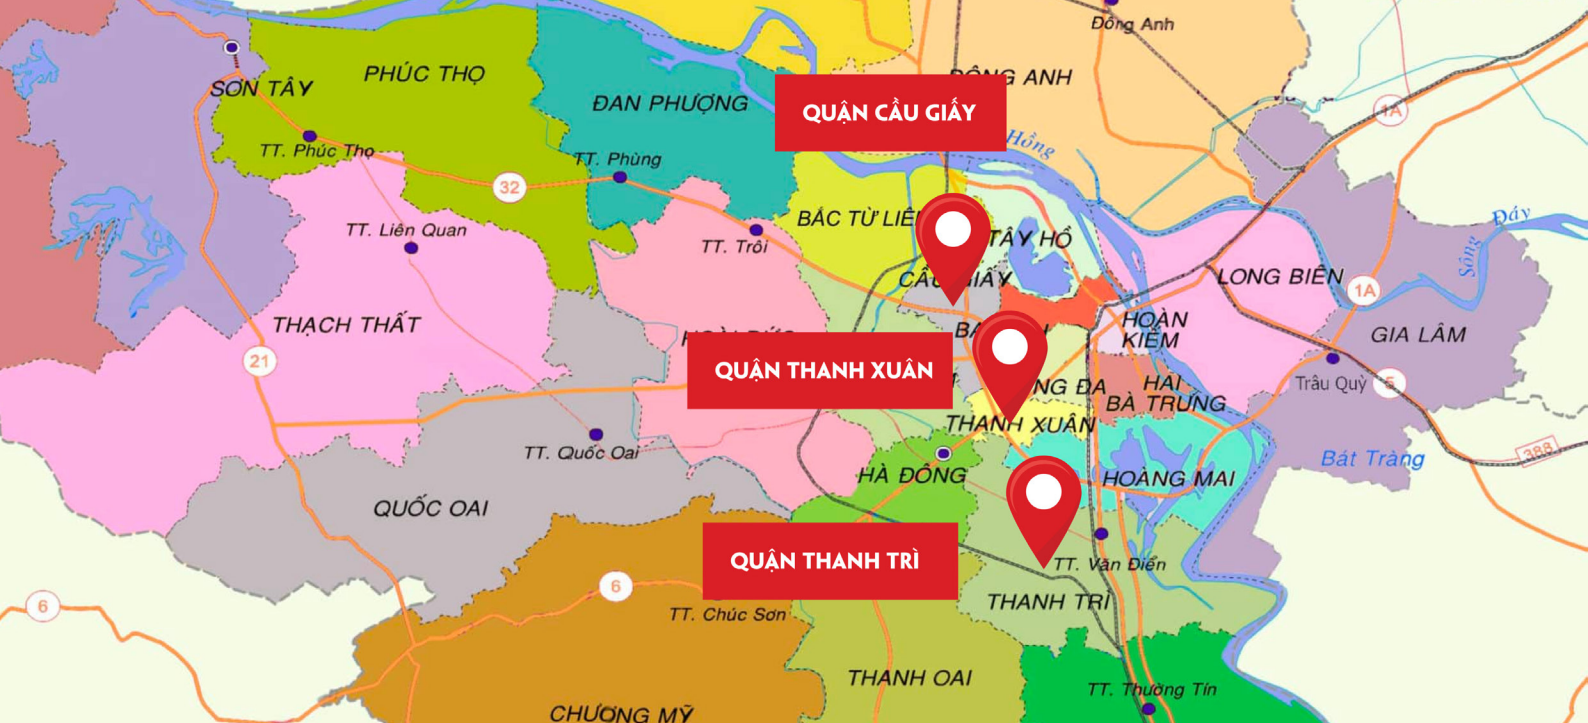 Đông Anh
SƠN TÂY
PHÚC THỌ
ĐAN PHƯỢNG
ĐÔNG ANH
QUẬN CẦU GIẤY
1A
Hồng
TT. Phúc Thọ
TT. Phùng
32
BẮC TỪ LIÊ
TÂY HỒ
TT. Liên Quan
TT. Trôi
Sông Đáy
CẦU GIẤY
LONG BIÊN
1A
THẠCH THẤT
HOÀN
KIẾM
GIA LÂM
21
QUẬN THANH XUÂN
NG ĐA
HAI
BÀ TRƯNG
Trâu Quỳ
5
THANH XUÂN
TT. Quốc Oai
HÀ ĐÔNG
HOÀNG MAI
Bát Tràng
388
QUỐC OAI
QUẬN THANH TRÌ
TT. Văn Điển
6
6
TT. Chúc Sơn
THANH TRÌ
THANH OAI
TT. Thường Tín
CHƯƠNG MỸ